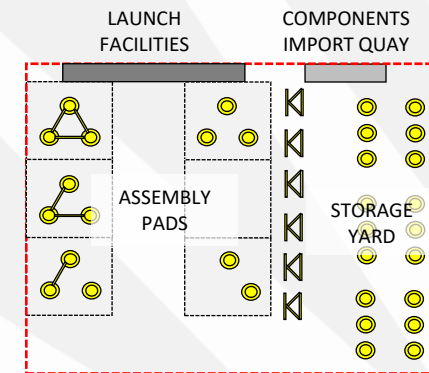 LAUNCH
FACILITIES
COMPONENTS
IMPORT QUAY
ASSEMBLY
PADS
STORAGE
YARD